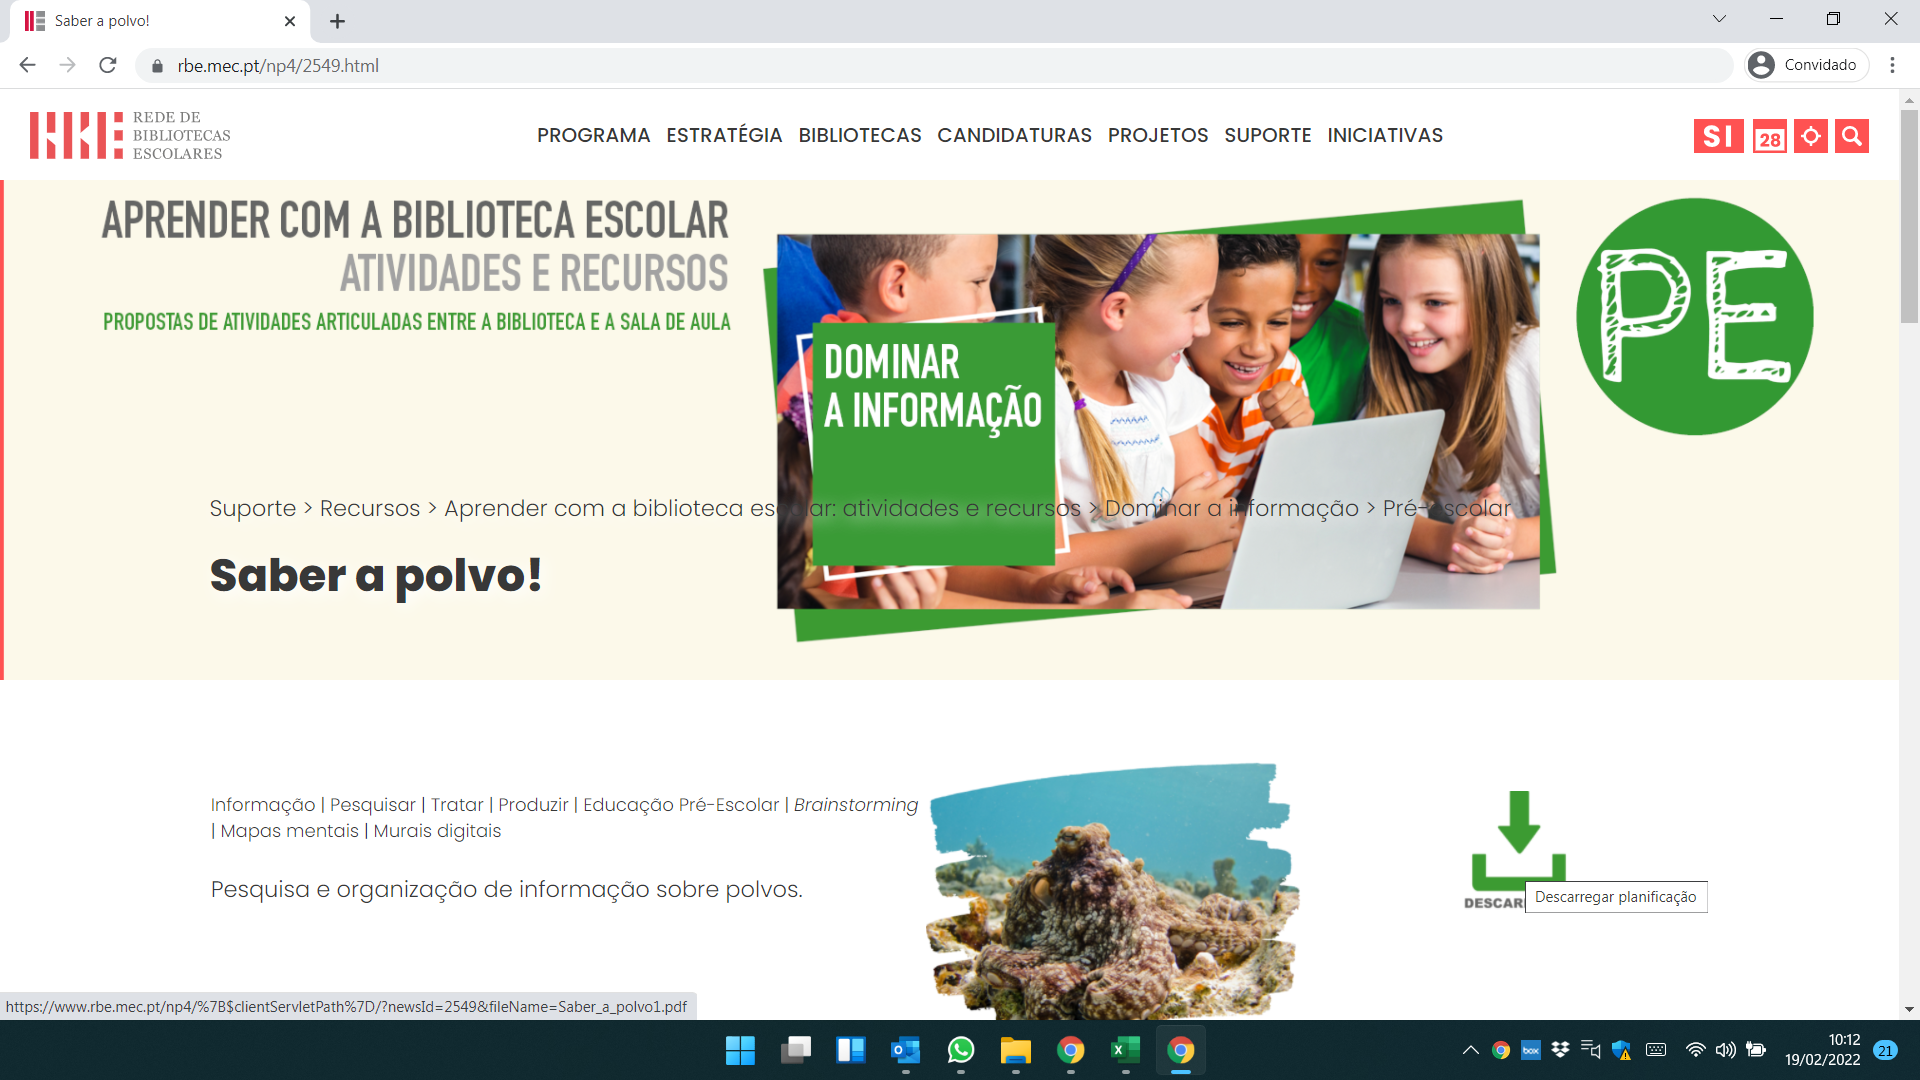 Saber a polvo!
rbe.mec.pt/np4/2549.html
Convidado
REDE DE
BIBLIOTECAS
ESCOLARES
PROGRAMA ESTRATÉGIA BIBLIOTECAS CANDIDATURAS PROJETOS SUPORTE INICIATIVAS
SI
28
APRENDER COM A BIBLIOTECA ESCOLAR
ATIVIDADES E RECURSOS
PROPOSTAS DE ATIVIDADES ARTICULADAS ENTRE A BIBLIOTECA E A SALA DE AULA
DOMINAR
A INFORMAÇÃO
PE
Suporte > Recursos > Aprender com a biblioteca escolar: atividades e recursos > Dominar a informação > Pré-escolar
Saber a polvo!
Informação | Pesquisar | Tratar | Produzir | Educação Pré-Escolar | Brainstorming
| Mapas mentais | Murais digitais
Pesquisa e organização de informação sobre polvos.
DESCAR
Descarregar planificação
https://www.rbe.mec.pt/np4/%7B$clientServletPath%7D/?newsId=2549&fileName=Saber_a_polvo1.pdf
box
10:12
19/02/2022
21